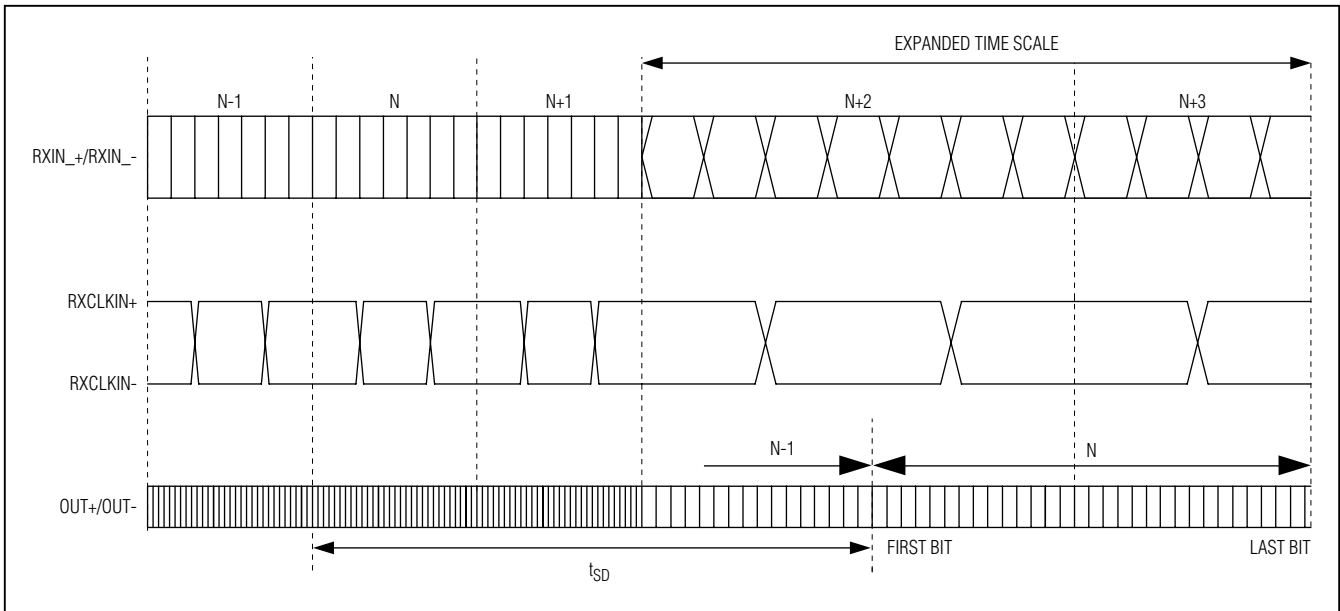 EXPANDED TIME SCALE
N-1 N N+1 N+2 N+3
RXIN_+/RXIN_-
RXCLKIN+
RXCLKIN-
N-1 N
OUT+/OUT-
FIRST BIT LAST BIT
tSD